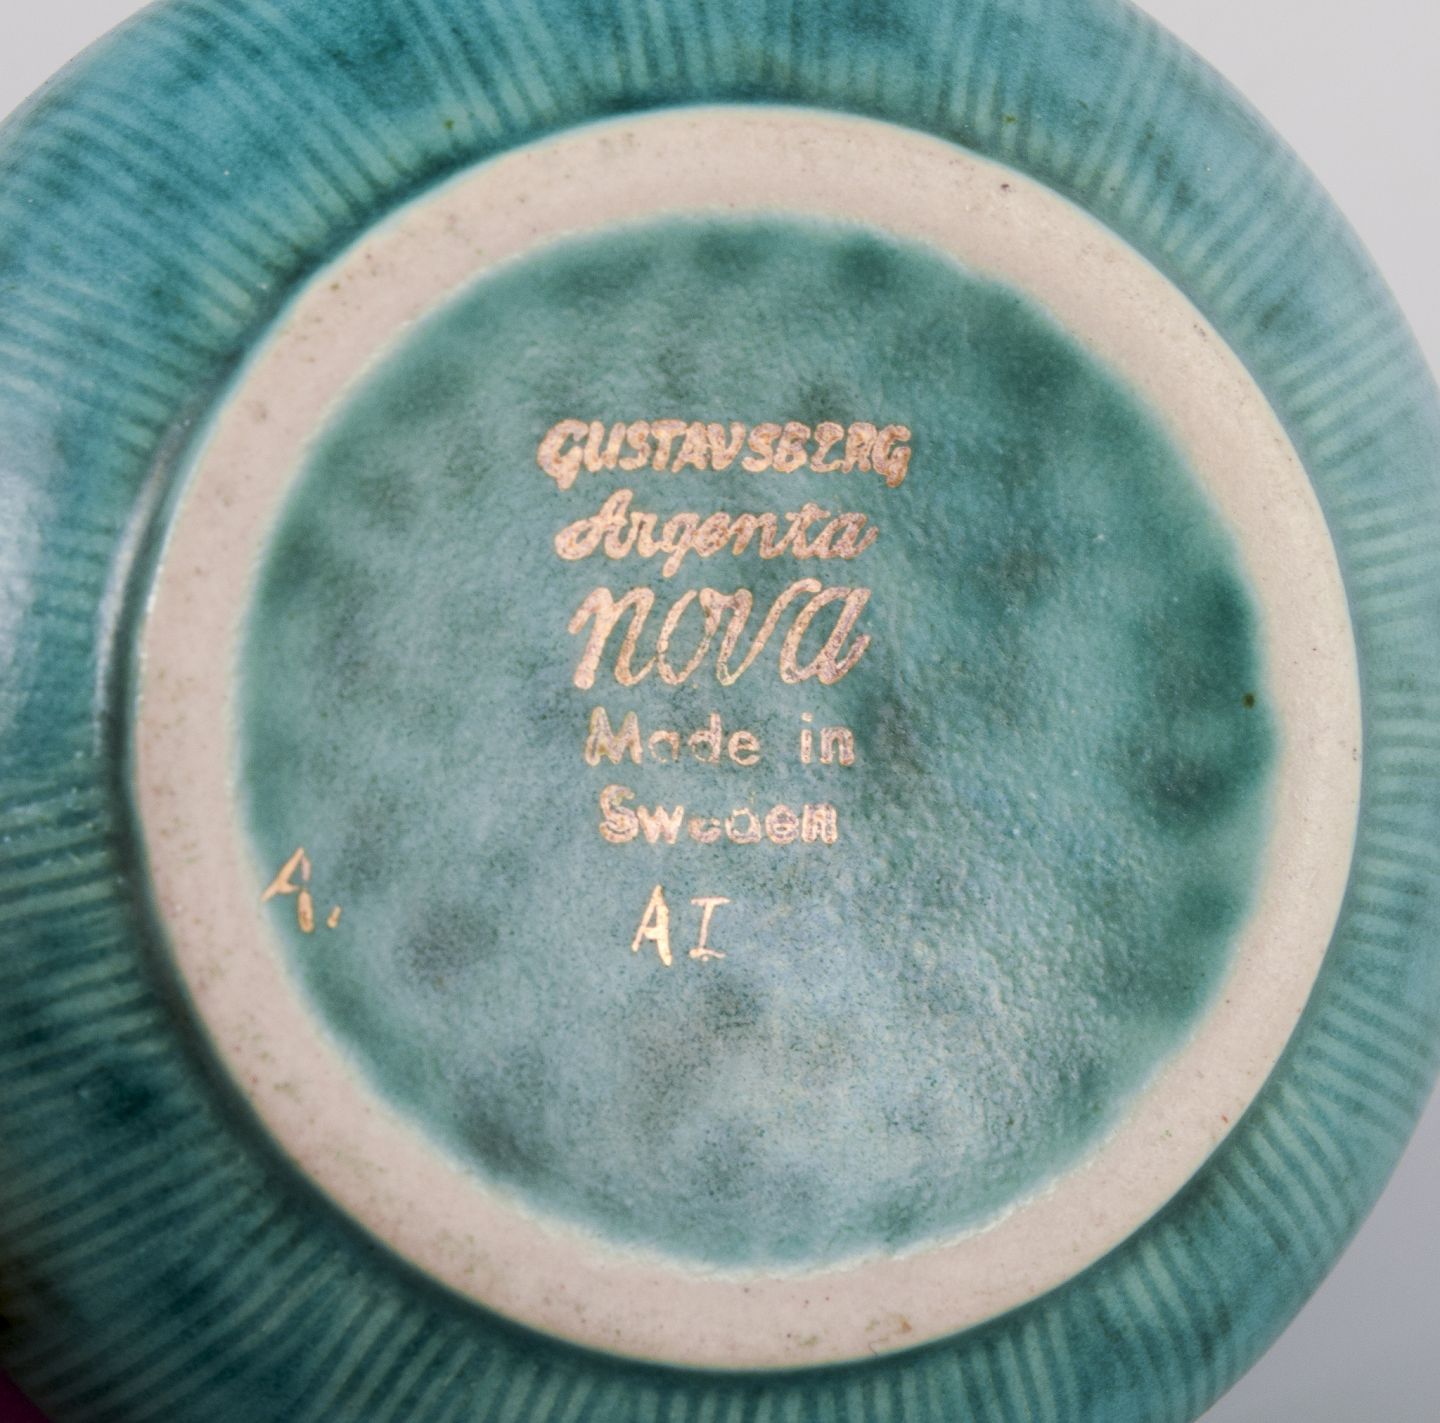 GUSTAVSBERG
Argenta
nova
Made in
Sweden
A.
AI